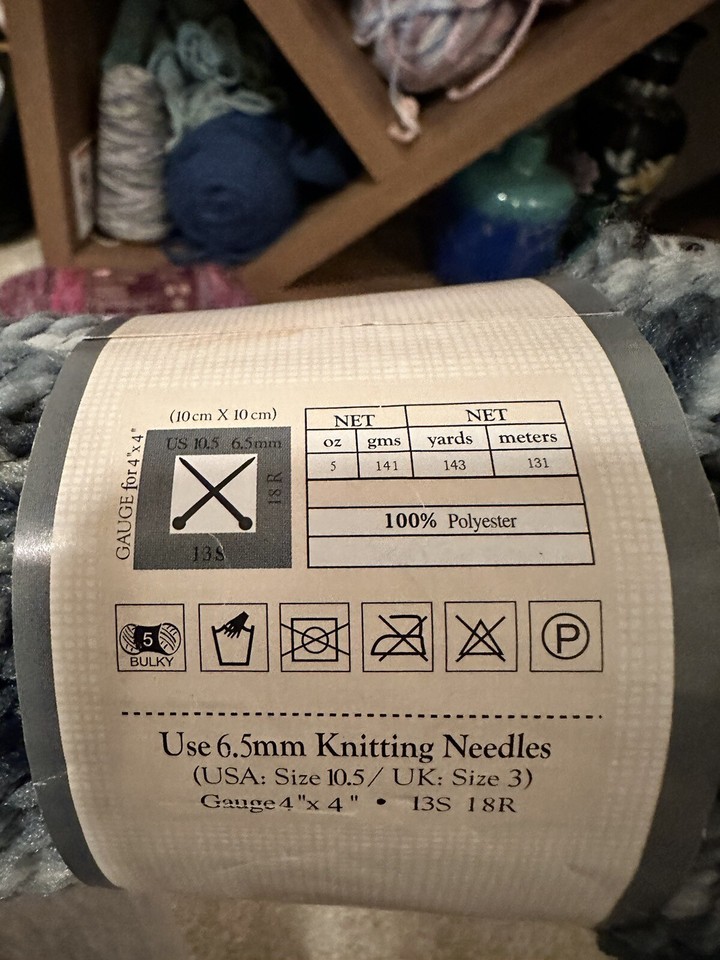 (10cm X 10cm)
GAUGE for 4"x4"
US 10.5 6.5mm
18R
13S
NET NET
oz gms yards meters
5 141 143 131
100% Polyester
5
BULKY
P
Use 6.5mm Knitting Needles
(USA: Size 10.5/ UK: Size 3)
Gauge 4"x 4" • 13S 18R